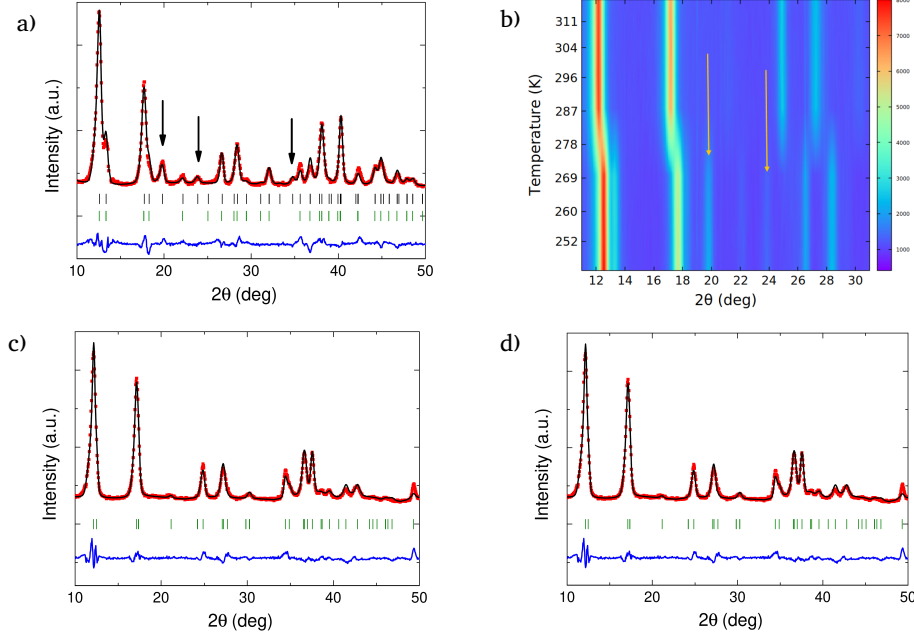 a)
Intensity (a.u.)
10 20 30 40 50
2θ (deg)
b)
Temperature (K)
311
304
296
287
278
269
260
252
12 14 16 18 20 22 24 26 28 30
2θ (deg)
8000
7000
6000
5000
4000
3000
2000
1000
c)
Intensity (a.u.)
10 20 30 40 50
2θ (deg)
d)
Intensity (a.u.)
10 20 30 40 50
2θ (deg)